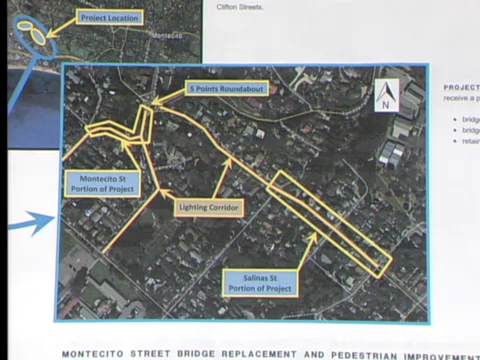 Clifton Streets.
Project Location
Montecito
5 Points Roundabout
N
PROJECT
receive a p
• bridg
• bridg
• retai
Montecito St
Portion of Project
Lighting Corridor
Salinas St
Portion of Project
MONTECITO STREET BRIDGE REPLACEMENT AND PEDESTRIAN IMPROVEMENT